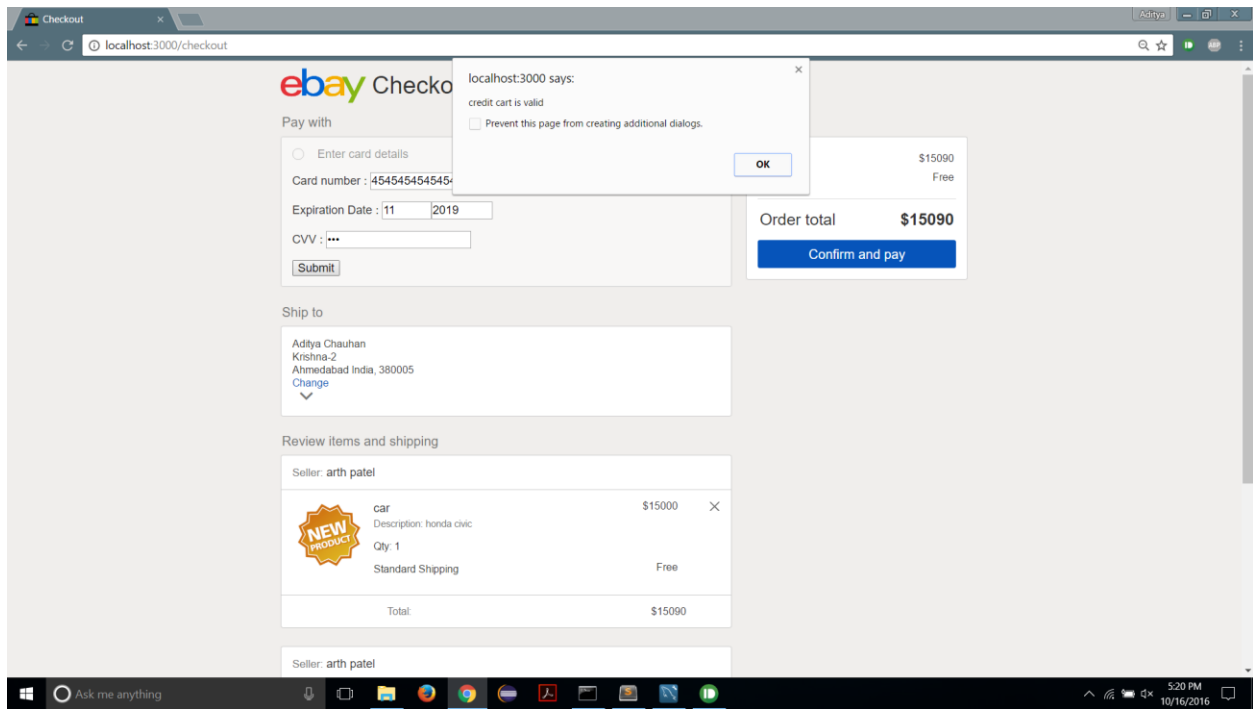 Checkout
Aditya
localhost:3000/checkout
ABP
ebay Checko
localhost:3000 says:
credit cart is valid
Prevent this page from creating additional dialogs.
OK
Pay with
Enter card details
Card number : 454545454545
Expiration Date : 11 2019
CVV : •••
Submit
$15090
Free
Order total $15090
Confirm and pay
Ship to
Aditya Chauhan
Krishna-2
Ahmedabad India, 380005
Change
Review items and shipping
Seller: arth patel
NEW
PRODUCT
car $15000
Description: honda civic
Qty: 1
Standard Shipping Free
Total: $15090
Seller: arth patel
Ask me anything
5:20 PM
10/16/2016